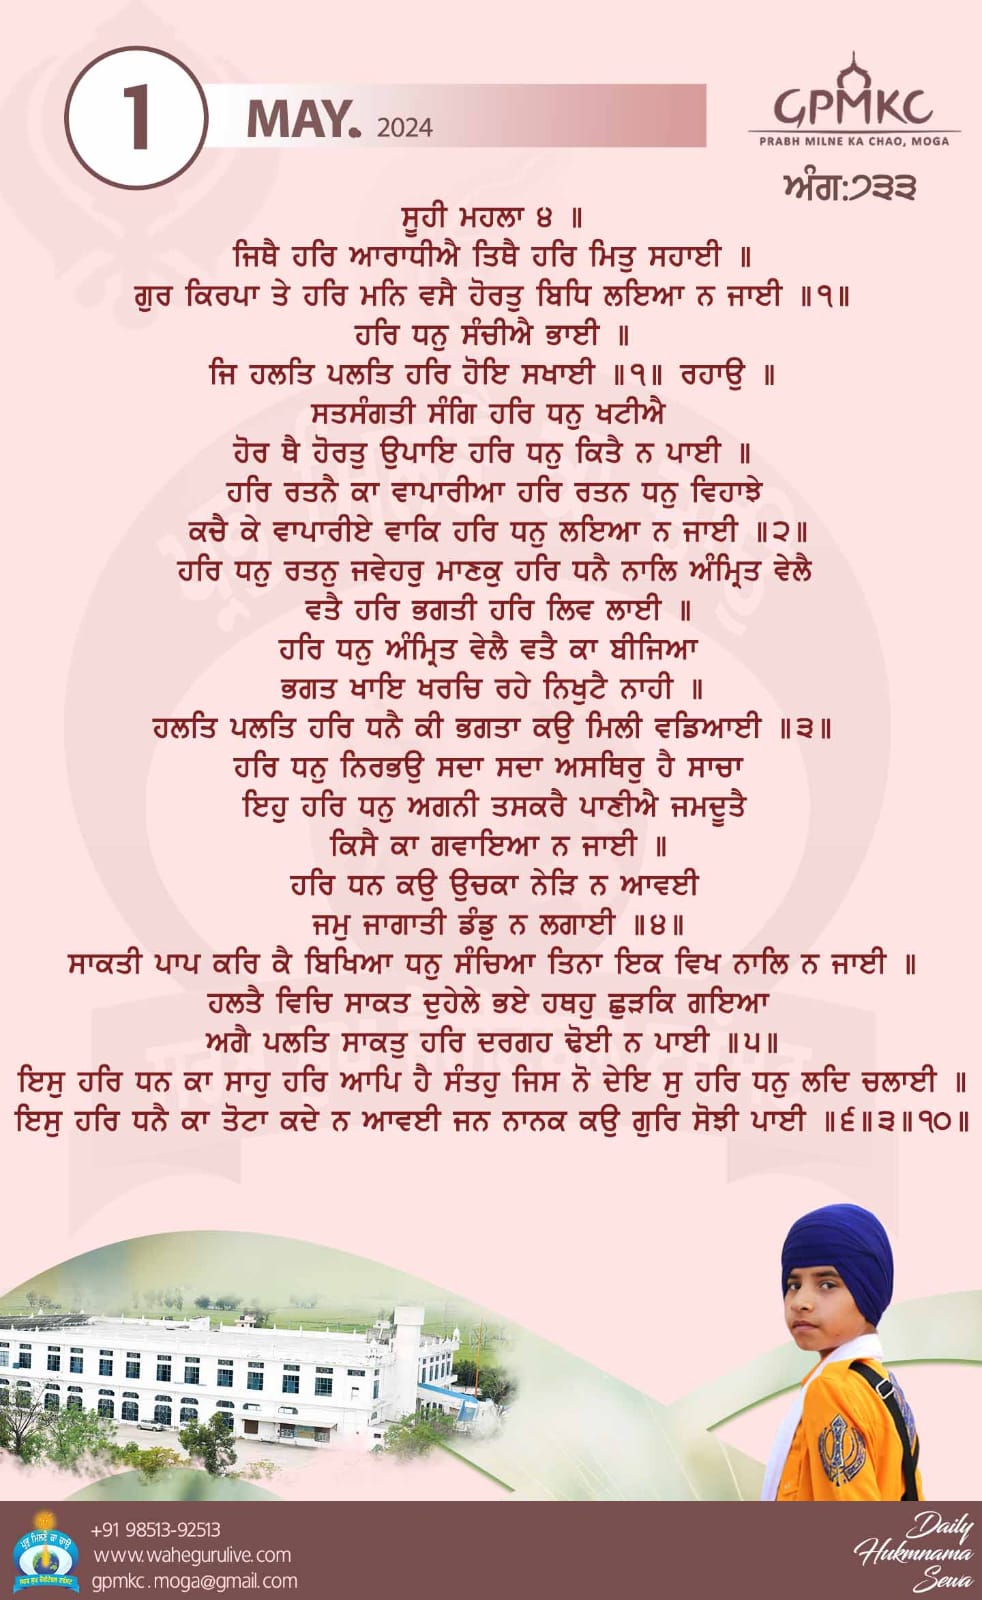 1
MAY. 2024
GPMKC
PRABH MILNE KA CHAO, MOGA
ਅੰਗ:੭੩੩
ਸੂਹੀ ਮਹਲਾ ੪ ॥
ਜਿਥੈ ਹਰਿ ਆਰਾਧੀਐ ਤਿਥੈ ਹਰਿ ਮਿਤੁ ਸਹਾਈ ॥
ਗੁਰ ਕਿਰਪਾ ਤੇ ਹਰਿ ਮਨਿ ਵਸੈ ਹੋਰਤੁ ਬਿਧਿ ਲਇਆ ਨ ਜਾਈ ॥੧॥
ਹਰਿ ਧਨੁ ਸੰਚੀਐ ਭਾਈ ॥
ਜਿ ਹਲਤਿ ਪਲਤਿ ਹਰਿ ਹੋਇ ਸਖਾਈ ॥੧॥ ਰਹਾਉ ॥
ਸਤਸੰਗਤੀ ਸੰਗਿ ਹਰਿ ਧਨੁ ਖਟੀਐ
ਹੋਰ ਥੈ ਹੋਰਤੁ ਉਪਾਇ ਹਰਿ ਧਨੁ ਕਿਤੈ ਨ ਪਾਈ ॥
ਹਰਿ ਰਤਨੈ ਕਾ ਵਾਪਾਰੀਆ ਹਰਿ ਰਤਨ ਧਨੁ ਵਿਹਾਝੇ
ਕਚੈ ਕੇ ਵਾਪਾਰੀਏ ਵਾਕਿ ਹਰਿ ਧਨੁ ਲਇਆ ਨ ਜਾਈ ॥੨॥
ਹਰਿ ਧਨੁ ਰਤਨੁ ਜਵੇਹਰੁ ਮਾਣਕੁ ਹਰਿ ਧਨੈ ਨਾਲਿ ਅੰਮ੍ਰਿਤ ਵੇਲੈ
ਵਤੈ ਹਰਿ ਭਗਤੀ ਹਰਿ ਲਿਵ ਲਾਈ ॥
ਹਰਿ ਧਨੁ ਅੰਮ੍ਰਿਤ ਵੇਲੈ ਵਤੈ ਕਾ ਬੀਜਿਆ
ਭਗਤ ਖਾਇ ਖਰਚਿ ਰਹੇ ਨਿਖੁਟੈ ਨਾਹੀ ॥
ਹਲਤਿ ਪਲਤਿ ਹਰਿ ਧਨੈ ਕੀ ਭਗਤਾ ਕਉ ਮਿਲੀ ਵਡਿਆਈ ॥੩॥
ਹਰਿ ਧਨੁ ਨਿਰਭਉ ਸਦਾ ਸਦਾ ਅਸਥਿਰੁ ਹੈ ਸਾਚਾ
ਇਹੁ ਹਰਿ ਧਨੁ ਅਗਨੀ ਤਸਕਰੈ ਪਾਣੀਐ ਜਮਦੂਤੈ
ਕਿਸੈ ਕਾ ਗਵਾਇਆ ਨ ਜਾਈ ॥
ਹਰਿ ਧਨ ਕਉ ਉਚਕਾ ਨੇੜਿ ਨ ਆਵਈ
ਜਮੁ ਜਾਗਾਤੀ ਡੰਡੁ ਨ ਲਗਾਈ ॥੪॥
ਸਾਕਤੀ ਪਾਪ ਕਰਿ ਕੈ ਬਿਖਿਆ ਧਨੁ ਸੰਚਿਆ ਤਿਨਾ ਇਕ ਵਿਖ ਨਾਲਿ ਨ ਜਾਈ ॥
ਹਲਤੈ ਵਿਚਿ ਸਾਕਤ ਦੁਹੇਲੇ ਭਏ ਹਥਹੁ ਛੁੜਕਿ ਗਇਆ
ਅਗੈ ਪਲਤਿ ਸਾਕਤੁ ਹਰਿ ਦਰਗਹ ਢੋਈ ਨ ਪਾਈ ॥੫॥
ਇਸੁ ਹਰਿ ਧਨ ਕਾ ਸਾਹੁ ਹਰਿ ਆਪਿ ਹੈ ਸੰਤਹੁ ਜਿਸ ਨੋ ਦੇਇ ਸੁ ਹਰਿ ਧਨੁ ਲਦਿ ਚਲਾਈ ॥
ਇਸੁ ਹਰਿ ਧਨੈ ਕਾ ਤੋਟਾ ਕਦੇ ਨ ਆਵਈ ਜਨ ਨਾਨਕ ਕਉ ਗੁਰਿ ਸੋਝੀ ਪਾਈ ॥੬॥੩॥੧੦॥
+91 98513-92513
www.wahegurulive.com
gpmkc.moga@gmail.com
Daily
Hukmnama
Sewa